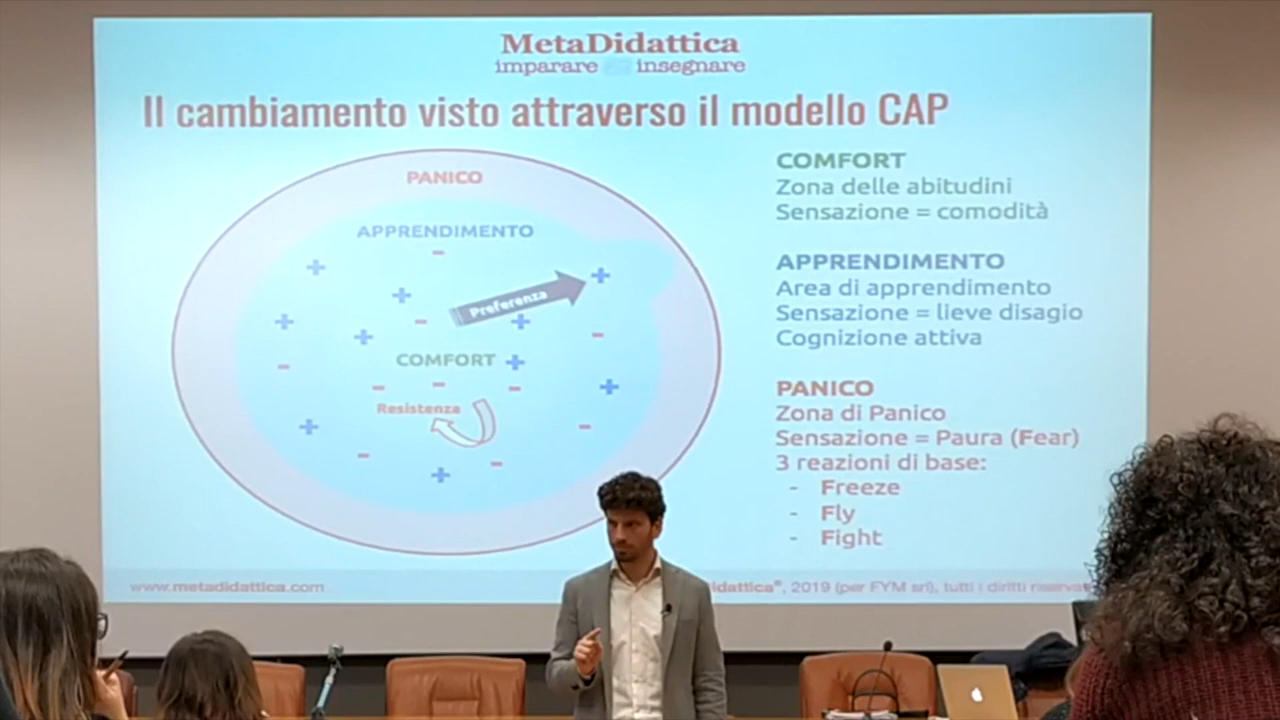 MetaDidattica
imparare ad insegnare
Il cambiamento visto attraverso il modello CAP
PANICO
APPRENDIMENTO
Preferenza
COMFORT
Resistenza
COMFORT
Zona delle abitudini
Sensazione = comodità
APPRENDIMENTO
Area di apprendimento
Sensazione = lieve disagio
Cognizione attiva
PANICO
Zona di Panico
Sensazione = Paura (Fear)
3 reazioni di base:
- Freeze
- Fly
- Fight
www.metadidattica.com
idattica®, 2019 (per FYM srl), tutti i diritti riserva